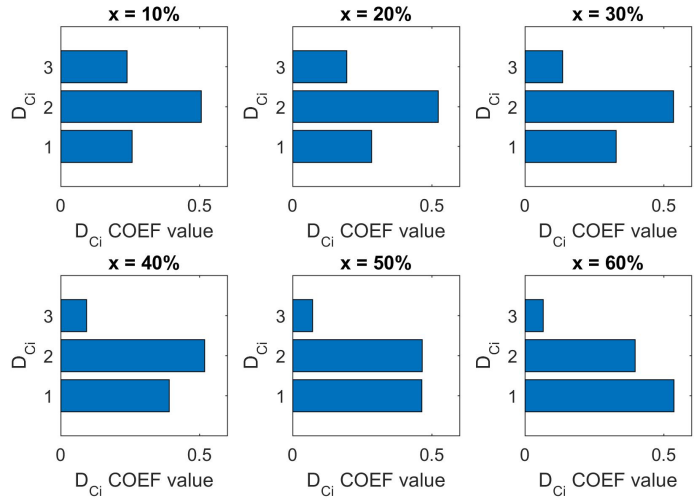 x = 10%
3
2
1
D_Ci
0 0.5
D_Ci COEF value
x = 20%
3
2
1
D_Ci
0 0.5
D_Ci COEF value
x = 30%
3
2
1
D_Ci
0 0.5
D_Ci COEF value
x = 40%
3
2
1
D_Ci
0 0.5
D_Ci COEF value
x = 50%
3
2
1
D_Ci
0 0.5
D_Ci COEF value
x = 60%
3
2
1
D_Ci
0 0.5
D_Ci COEF value